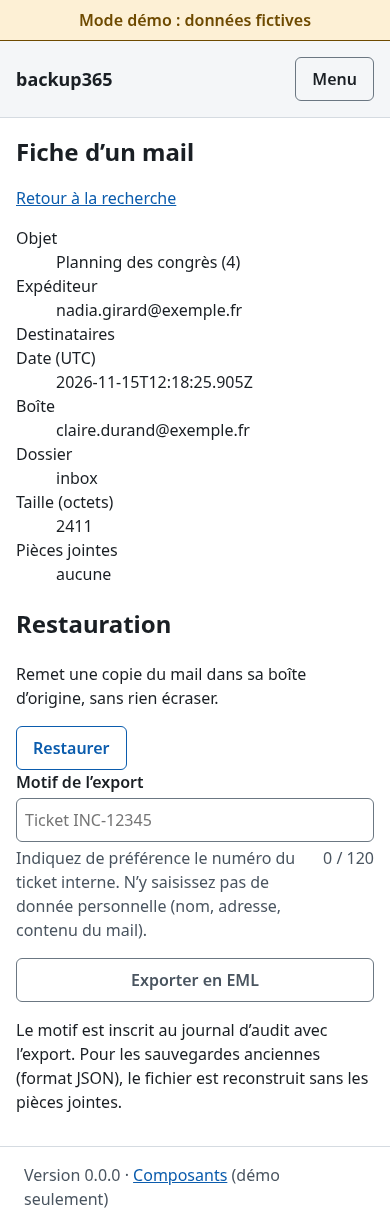 Mode démo : données fictives
backup365
Menu
Fiche d’un mail
Retour à la recherche
Objet
Planning des congrès (4)
Expéditeur
nadia.girard@exemple.fr
Destinataires
Date (UTC)
2026-11-15T12:18:25.905Z
Boîte
claire.durand@exemple.fr
Dossier
inbox
Taille (octets)
2411
Pièces jointes
aucune
Restauration
Remet une copie du mail dans sa boîte
d’origine, sans rien écraser.
Restaurer
Motif de l’export
Ticket INC-12345
Indiquez de préférence le numéro du
ticket interne. N’y saisissez pas de
donnée personnelle (nom, adresse,
contenu du mail).
0 / 120
Exporter en EML
Le motif est inscrit au journal d’audit avec
l’export. Pour les sauvegardes anciennes
(format JSON), le fichier est reconstruit sans les
pièces jointes.
Version 0.0.0 · Composants (démo
seulement)